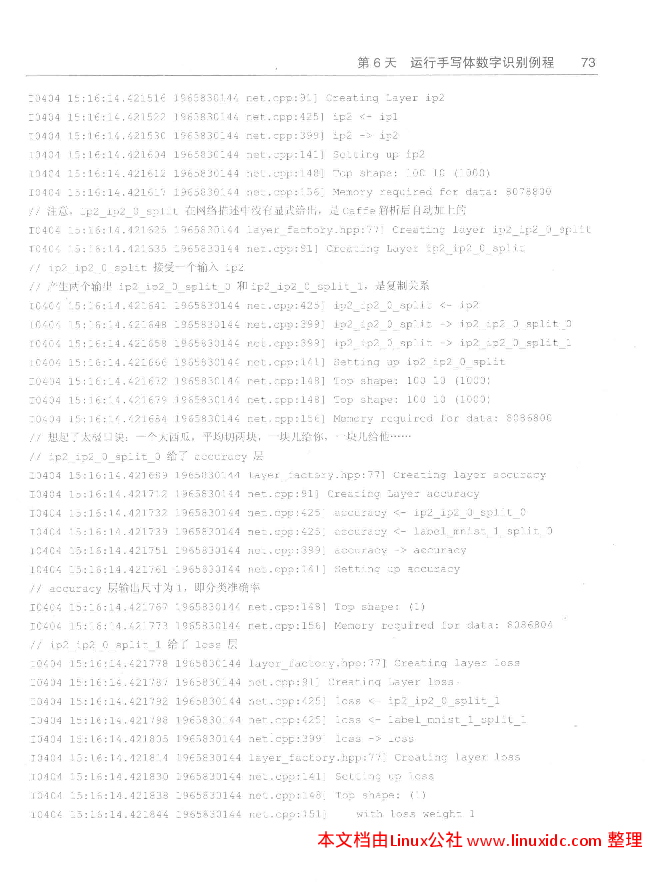 第 6 天 运行手写体数字识别例程 73
I0404 15:16:14.421516 1965830144 net.cpp:91] Creating Layer ip2
I0404 15:16:14.421522 1965830144 net.cpp:425] ip2 <- ip1
I0404 15:16:14.421530 1965830144 net.cpp:399] ip2 -> ip2
I0404 15:16:14.421604 1965830144 net.cpp:141] Setting up ip2
I0404 15:16:14.421612 1965830144 net.cpp:148] Top shape: 100 10 (1000)
I0404 15:16:14.421617 1965830144 net.cpp:156] Memory required for data: 8078800
// 注意，ip2_ip2_0_split 在网络描述中没有显式给出，是 Caffe 解析后自动加上的
I0404 15:16:14.421625 1965830144 layer_factory.hpp:77] Creating layer ip2_ip2_0_split
I0404 15:16:14.421635 1965830144 net.cpp:91] Creating Layer ip2_ip2_0_split
// ip2_ip2_0_split 接受一个输入 ip2
// 产生两个输出 ip2_ip2_0_split_0 和 ip2_ip2_0_split_1，是复制关系
I0404 15:16:14.421641 1965830144 net.cpp:425] ip2_ip2_0_split <- ip2
I0404 15:16:14.421648 1965830144 net.cpp:399] ip2_ip2_0_split -> ip2_ip2_0_split_0
I0404 15:16:14.421658 1965830144 net.cpp:399] ip2_ip2_0_split -> ip2_ip2_0_split_1
I0404 15:16:14.421666 1965830144 net.cpp:141] Setting up ip2_ip2_0_split
I0404 15:16:14.421672 1965830144 net.cpp:148] Top shape: 100 10 (1000)
I0404 15:16:14.421679 1965830144 net.cpp:148] Top shape: 100 10 (1000)
I0404 15:16:14.421684 1965830144 net.cpp:156] Memory required for data: 8086800
// 想起了太极口诀：一个大西瓜，平均切两块，一块儿给你，一块儿给他……
// ip2_ip2_0_split_0 给了 accuracy 层
I0404 15:16:14.421689 1965830144 layer_factory.hpp:77] Creating layer accuracy
I0404 15:16:14.421712 1965830144 net.cpp:91] Creating Layer accuracy
I0404 15:16:14.421732 1965830144 net.cpp:425] accuracy <- ip2_ip2_0_split_0
I0404 15:16:14.421739 1965830144 net.cpp:425] accuracy <- label_mnist_1_split_0
I0404 15:16:14.421751 1965830144 net.cpp:399] accuracy -> accuracy
I0404 15:16:14.421761 1965830144 net.cpp:141] Setting up accuracy
// accuracy 层输出尺寸为 1，即分类准确率
I0404 15:16:14.421767 1965830144 net.cpp:148] Top shape: (1)
I0404 15:16:14.421773 1965830144 net.cpp:156] Memory required for data: 8086804
// ip2_ip2_0_split_1 给了 loss 层
I0404 15:16:14.421778 1965830144 layer_factory.hpp:77] Creating layer loss
I0404 15:16:14.421787 1965830144 net.cpp:91] Creating Layer loss
I0404 15:16:14.421792 1965830144 net.cpp:425] loss <- ip2_ip2_0_split_1
I0404 15:16:14.421798 1965830144 net.cpp:425] loss <- label_mnist_1_split_1
I0404 15:16:14.421805 1965830144 net.cpp:399] loss -> loss
I0404 15:16:14.421814 1965830144 layer_factory.hpp:77] Creating layer loss
I0404 15:16:14.421830 1965830144 net.cpp:141] Setting up loss
I0404 15:16:14.421838 1965830144 net.cpp:148] Top shape: (1)
I0404 15:16:14.421844 1965830144 net.cpp:151] with loss weight 1
本文档由Linux公社 www.linuxidc.com 整理